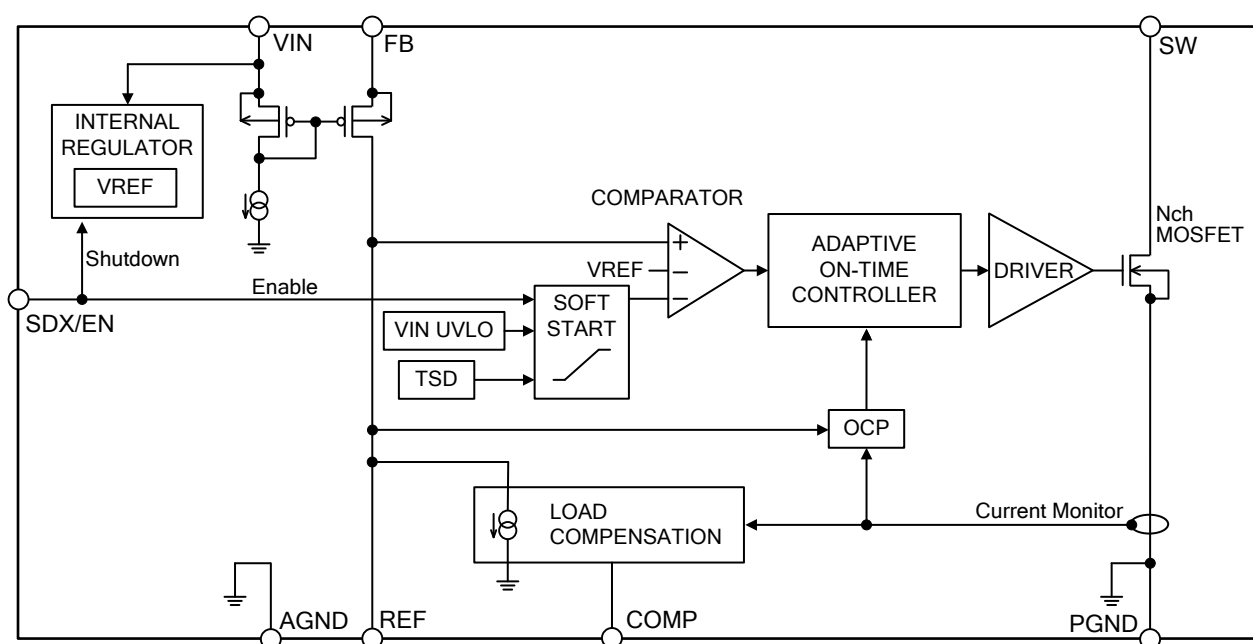 VIN
FB
SW
INTERNAL
REGULATOR
VREF
Shutdown
SDX/EN
Enable
COMPARATOR
+
VREF
−
−
SOFT
START
VIN UVLO
TSD
ADAPTIVE
ON-TIME
CONTROLLER
DRIVER
Nch
MOSFET
OCP
LOAD
COMPENSATION
Current Monitor
AGND
REF
COMP
PGND